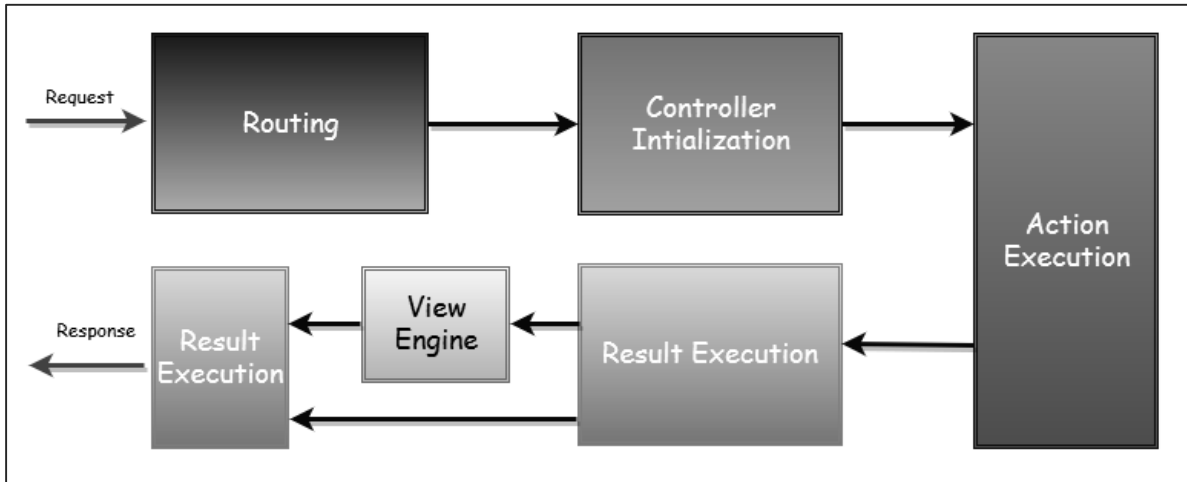 Request
Routing
Controller
Intialization
Action
Execution
Response
Result
Execution
View
Engine
Result Execution